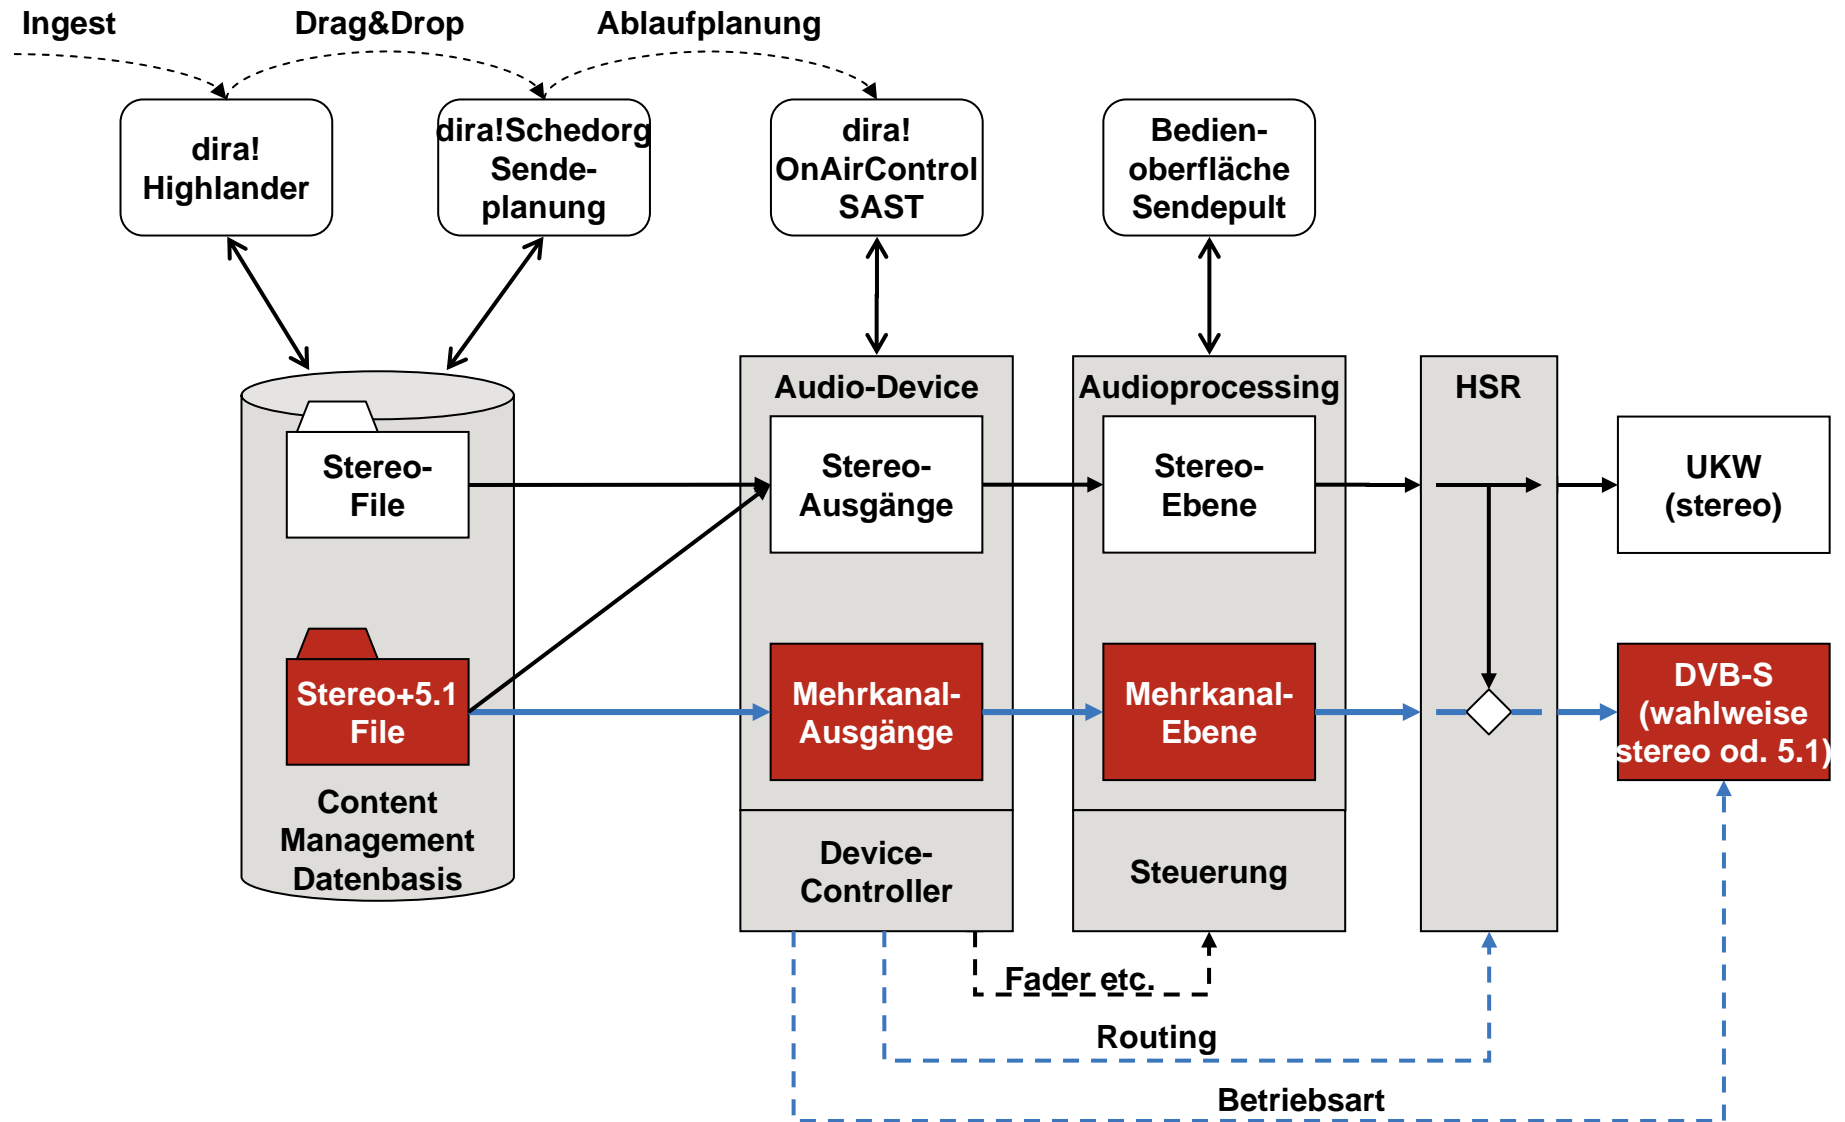 Ingest
Drag&Drop
Ablaufplanung
dira!
Highlander
dira!Schedorg
Sende-
planung
dira!
OnAirControl
SAST
Bedien-
oberfläche
Sendepult
Audio-Device
Audioprocessing
HSR
Stereo-
File
Stereo-
Ausgänge
Stereo-
Ebene
UKW
(stereo)
Stereo+5.1
File
Mehrkanal-
Ausgänge
Mehrkanal-
Ebene
DVB-S
(wahlweise
stereo od. 5.1)
Content
Management
Datenbasis
Device-
Controller
Steuerung
Fader etc.
Routing
Betriebsart